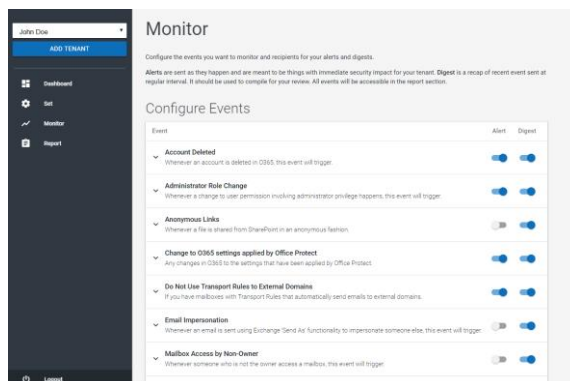 John Doe
ADD TENANT
Dashboard
Set
Monitor
Report
Logout
Monitor
Configure the events you want to monitor and recipients for your alerts and digests.
Alerts are sent as they happen and are meant to be things with immediate security impact for your tenant. Digest is a recap of recent event sent at
regular interval. It should be used to compile for your review. All events will be accessible in the report section.
Configure Events
Event Alert Digest
Account Deleted
Whenever an account is deleted in O365, this event will trigger.
Administrator Role Change
Whenever a change to user permission involving administrator privilege happens, this event will trigger.
Anonymous Links
Whenever a file is shared from SharePoint in an anonymous fashion.
Change to O365 settings applied by Office Protect
Any changes in O365 to the settings that have been applied by Office Protect.
Do Not Use Transport Rules to External Domains
If you have mailboxes with Transport Rules that automatically send emails to external domains.
Email Impersonation
Whenever an email is sent using Exchange 'Send As' functionality to impersonate someone else, this event will trigger.
Mailbox Access by Non-Owner
Whenever someone who is not the owner access a mailbox, this event will trigger.